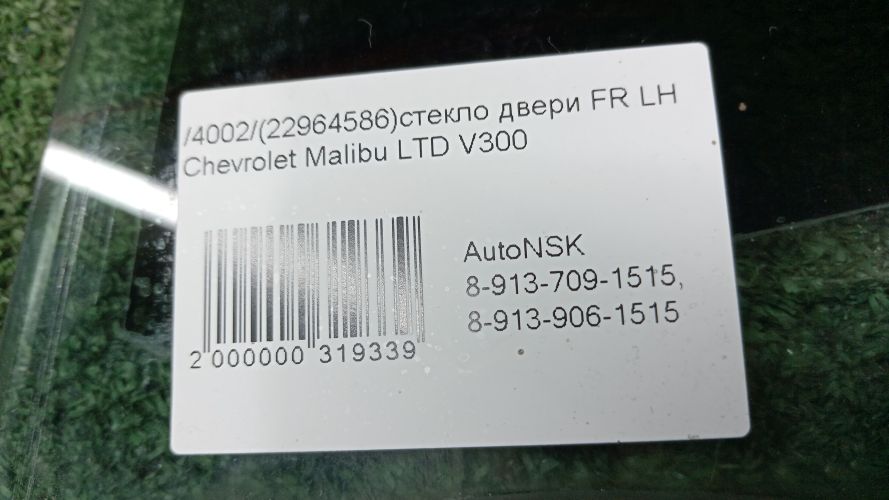 /4002/(22964586)стекло двери FR LH
Chevrolet Malibu LTD V300
AutoNSK
8-913-709-1515,
8-913-906-1515
2 000000 319339